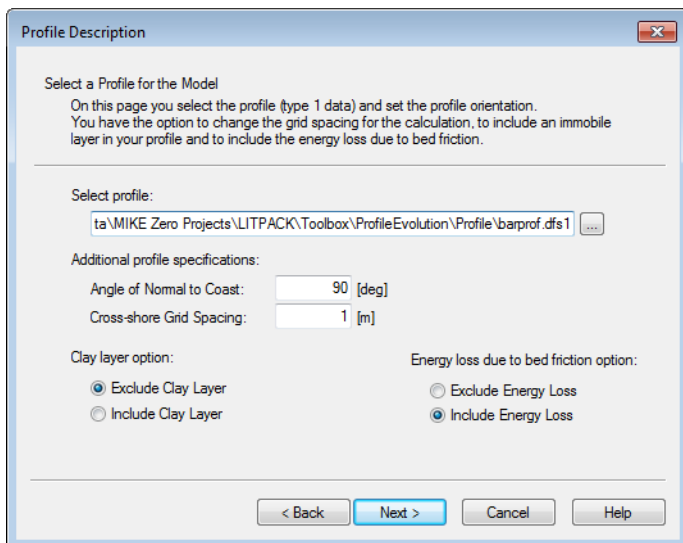 Profile Description
Select a Profile for the Model
On this page you select the profile (type 1 data) and set the profile orientation.
You have the option to change the grid spacing for the calculation, to include an immobile
layer in your profile and to include the energy loss due to bed friction.
Select profile:
ta\MIKE Zero Projects\LITPACK\Toolbox\ProfileEvolution\Profile\barprof.dfs1 ...
Additional profile specifications:
Angle of Normal to Coast: 90 [deg]
Cross-shore Grid Spacing: 1 [m]
Clay layer option: Energy loss due to bed friction option:
Exclude Clay Layer Exclude Energy Loss
Include Clay Layer Include Energy Loss
< Back Next > Cancel Help